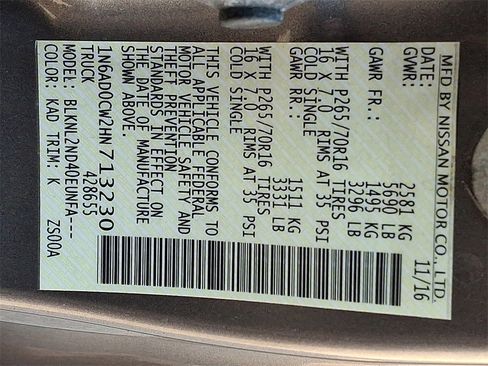 MFD BY NISSAN MOTOR CO., LTD.
DATE: 11/16
GVWR: 2581 KG
5690 LB
GAWR FR.: 1495 KG
3296 LB
WITH P265/70R16 TIRES
16 X 7.0 RIMS AT 35 PSI
COLD SINGLE
GAWR RR.: 1511 KG
3331 LB
WITH P265/70R16 TIRES
16 X 7.0 RIMS AT 35 PSI
COLD SINGLE
THIS VEHICLE CONFORMS TO
ALL APPLICABLE FEDERAL
MOTOR VEHICLE SAFETY AND
THEFT PREVENTION
STANDARDS IN EFFECT ON
THE DATE OF MANUFACTURE
SHOWN ABOVE.
1N6AD0CW2HN713230
TRUCK 428655
MODEL: BLKNL2MD40EUNFA---
COLOR: KAD TRIM: K ZS00A